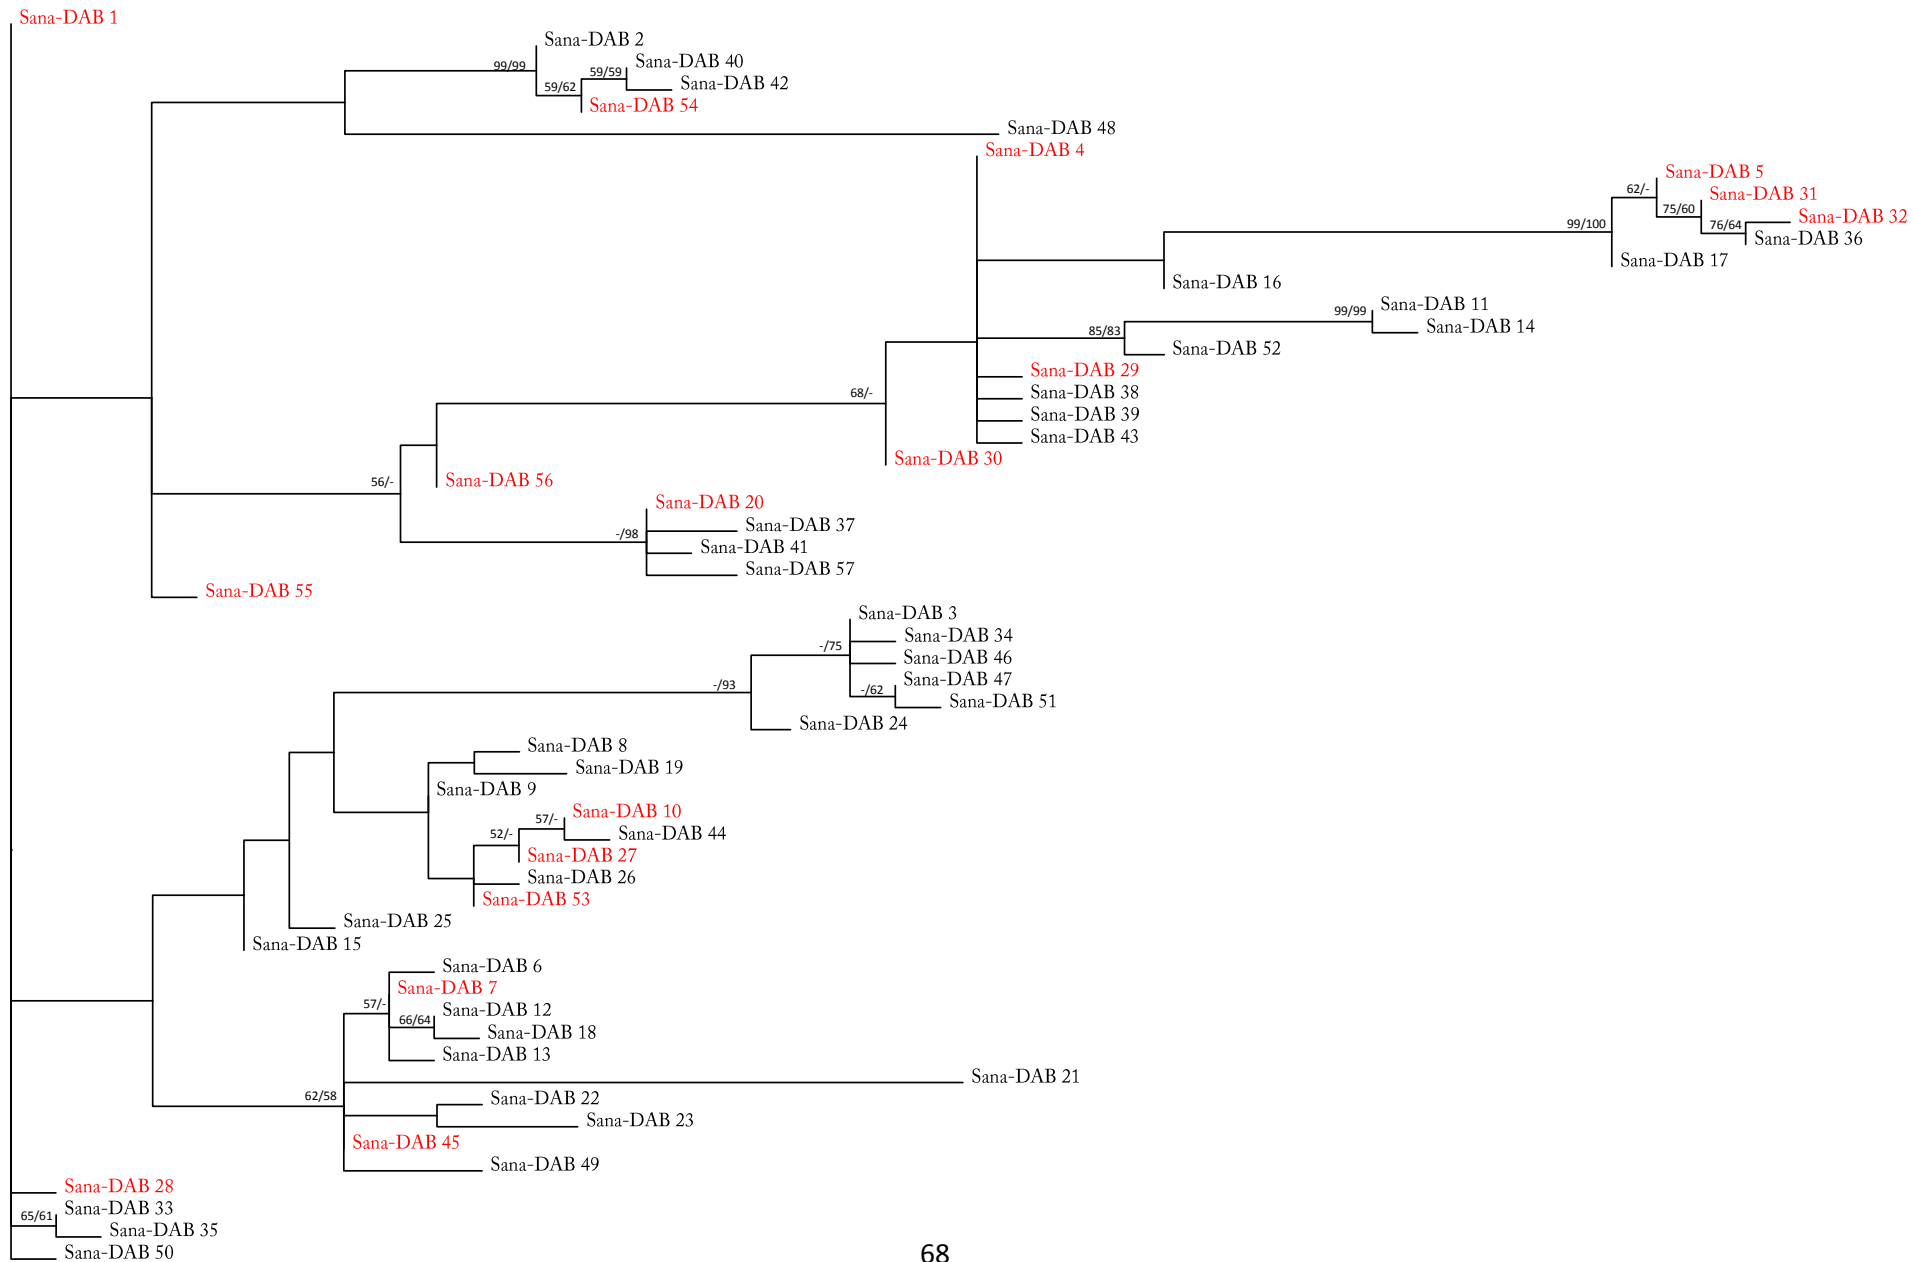 Sana-DAB 1
Sana-DAB 2
99/99
Sana-DAB 40
59/59
Sana-DAB 42
59/62
Sana-DAB 54
Sana-DAB 48
Sana-DAB 4
Sana-DAB 5
62/-
Sana-DAB 31
75/60
Sana-DAB 32
76/64
99/100
Sana-DAB 36
Sana-DAB 17
Sana-DAB 16
Sana-DAB 11
99/99
Sana-DAB 14
85/83
Sana-DAB 52
Sana-DAB 29
Sana-DAB 38
68/-
Sana-DAB 39
Sana-DAB 43
Sana-DAB 30
56/-
Sana-DAB 56
Sana-DAB 20
Sana-DAB 37
-/98
Sana-DAB 41
Sana-DAB 57
Sana-DAB 55
Sana-DAB 3
Sana-DAB 34
-/75
Sana-DAB 46
Sana-DAB 47
-/93
-/62
Sana-DAB 51
Sana-DAB 24
Sana-DAB 8
Sana-DAB 19
Sana-DAB 9
Sana-DAB 10
57/-
Sana-DAB 44
52/-
Sana-DAB 27
Sana-DAB 26
Sana-DAB 53
Sana-DAB 25
Sana-DAB 15
Sana-DAB 6
Sana-DAB 7
57/-
Sana-DAB 12
66/64
Sana-DAB 18
Sana-DAB 13
Sana-DAB 21
62/58
Sana-DAB 22
Sana-DAB 23
Sana-DAB 45
Sana-DAB 49
Sana-DAB 28
Sana-DAB 33
65/61
Sana-DAB 35
Sana-DAB 50
68